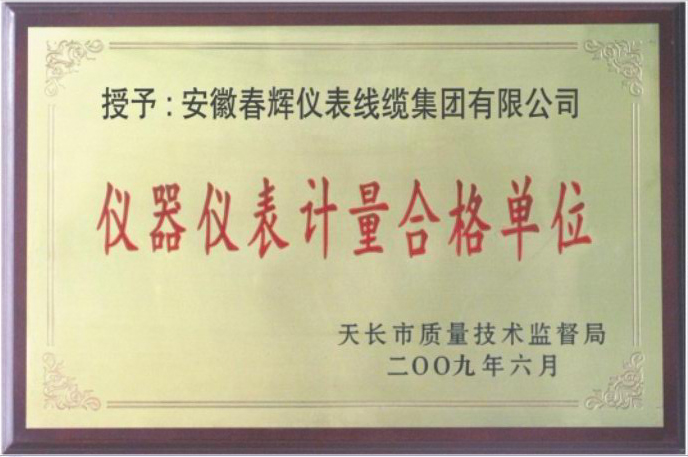 授予：安徽春辉仪表线缆集团有限公司
仪器仪表计量合格单位
天长市质量技术监督局
二〇〇九年六月